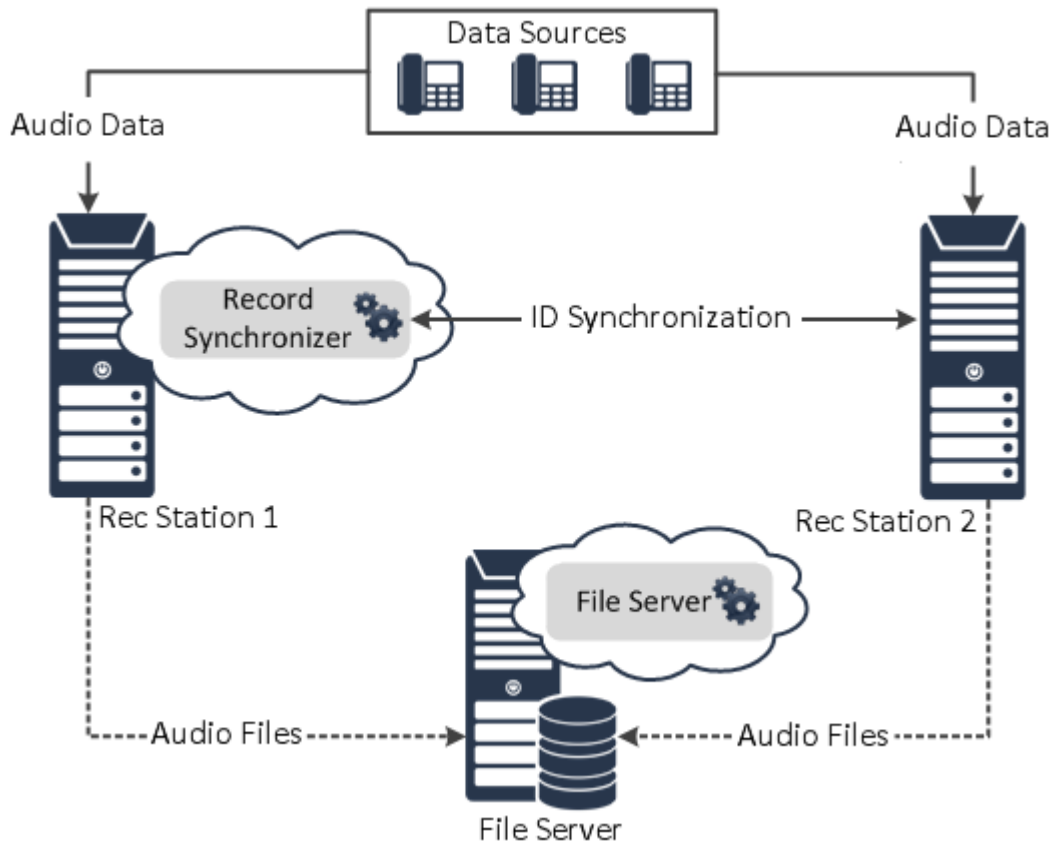 Data Sources
Audio Data
Audio Data
Record
Synchronizer
ID Synchronization
Rec Station 1
Rec Station 2
File Server
Audio Files
Audio Files
File Server